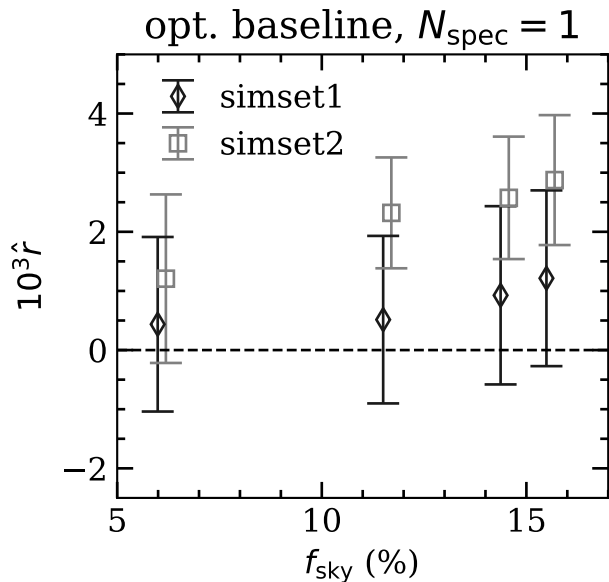 opt. baseline, N_spec = 1
simset1
simset2
4
2
0
−2
10³r̂
5
10
15
f_sky (%)